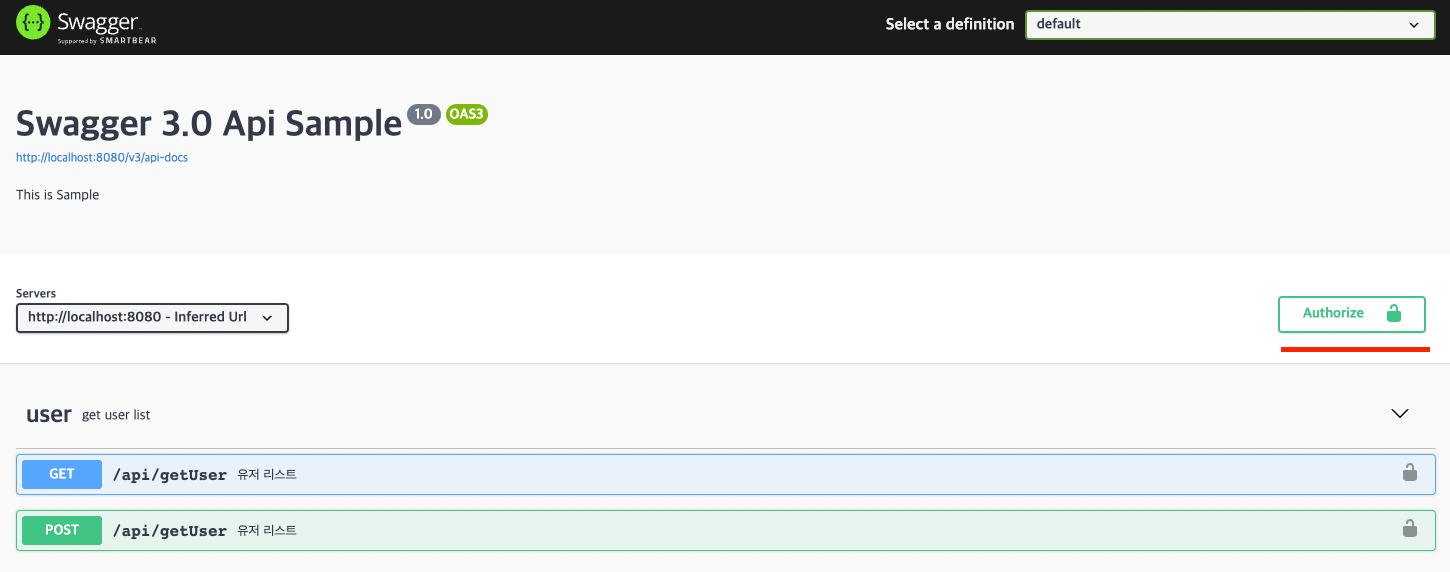 Swagger
Supported by SMARTBEAR
Select a definition
default
Swagger 3.0 Api Sample 1.0 OAS3
http://localhost:8080/v3/api-docs
This is Sample
Servers
http://localhost:8080 - Inferred Url
Authorize
user get user list
GET /api/getUser 유저 리스트
POST /api/getUser 유저 리스트